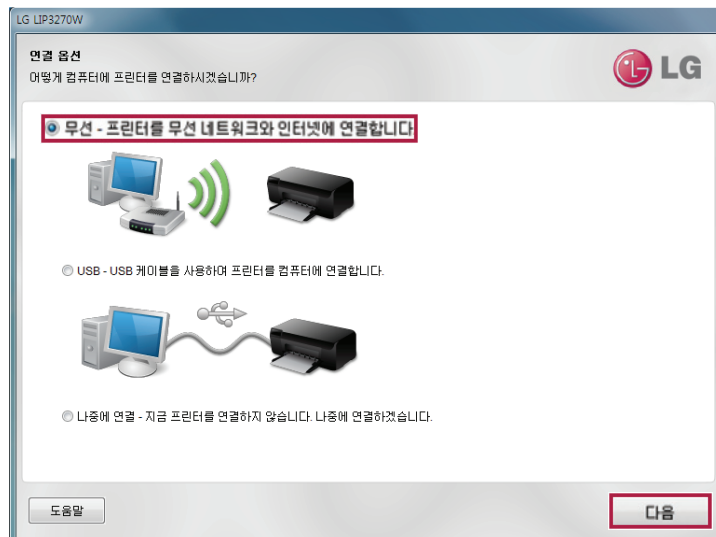 LG LIP3270W
연결 옵션
어떻게 컴퓨터에 프린터를 연결하시겠습니까?
LG
무선 - 프린터를 무선 네트워크와 인터넷에 연결합니다
USB - USB 케이블을 사용하여 프린터를 컴퓨터에 연결합니다.
나중에 연결 - 지금 프린터를 연결하지 않습니다. 나중에 연결하겠습니다.
도움말
다음